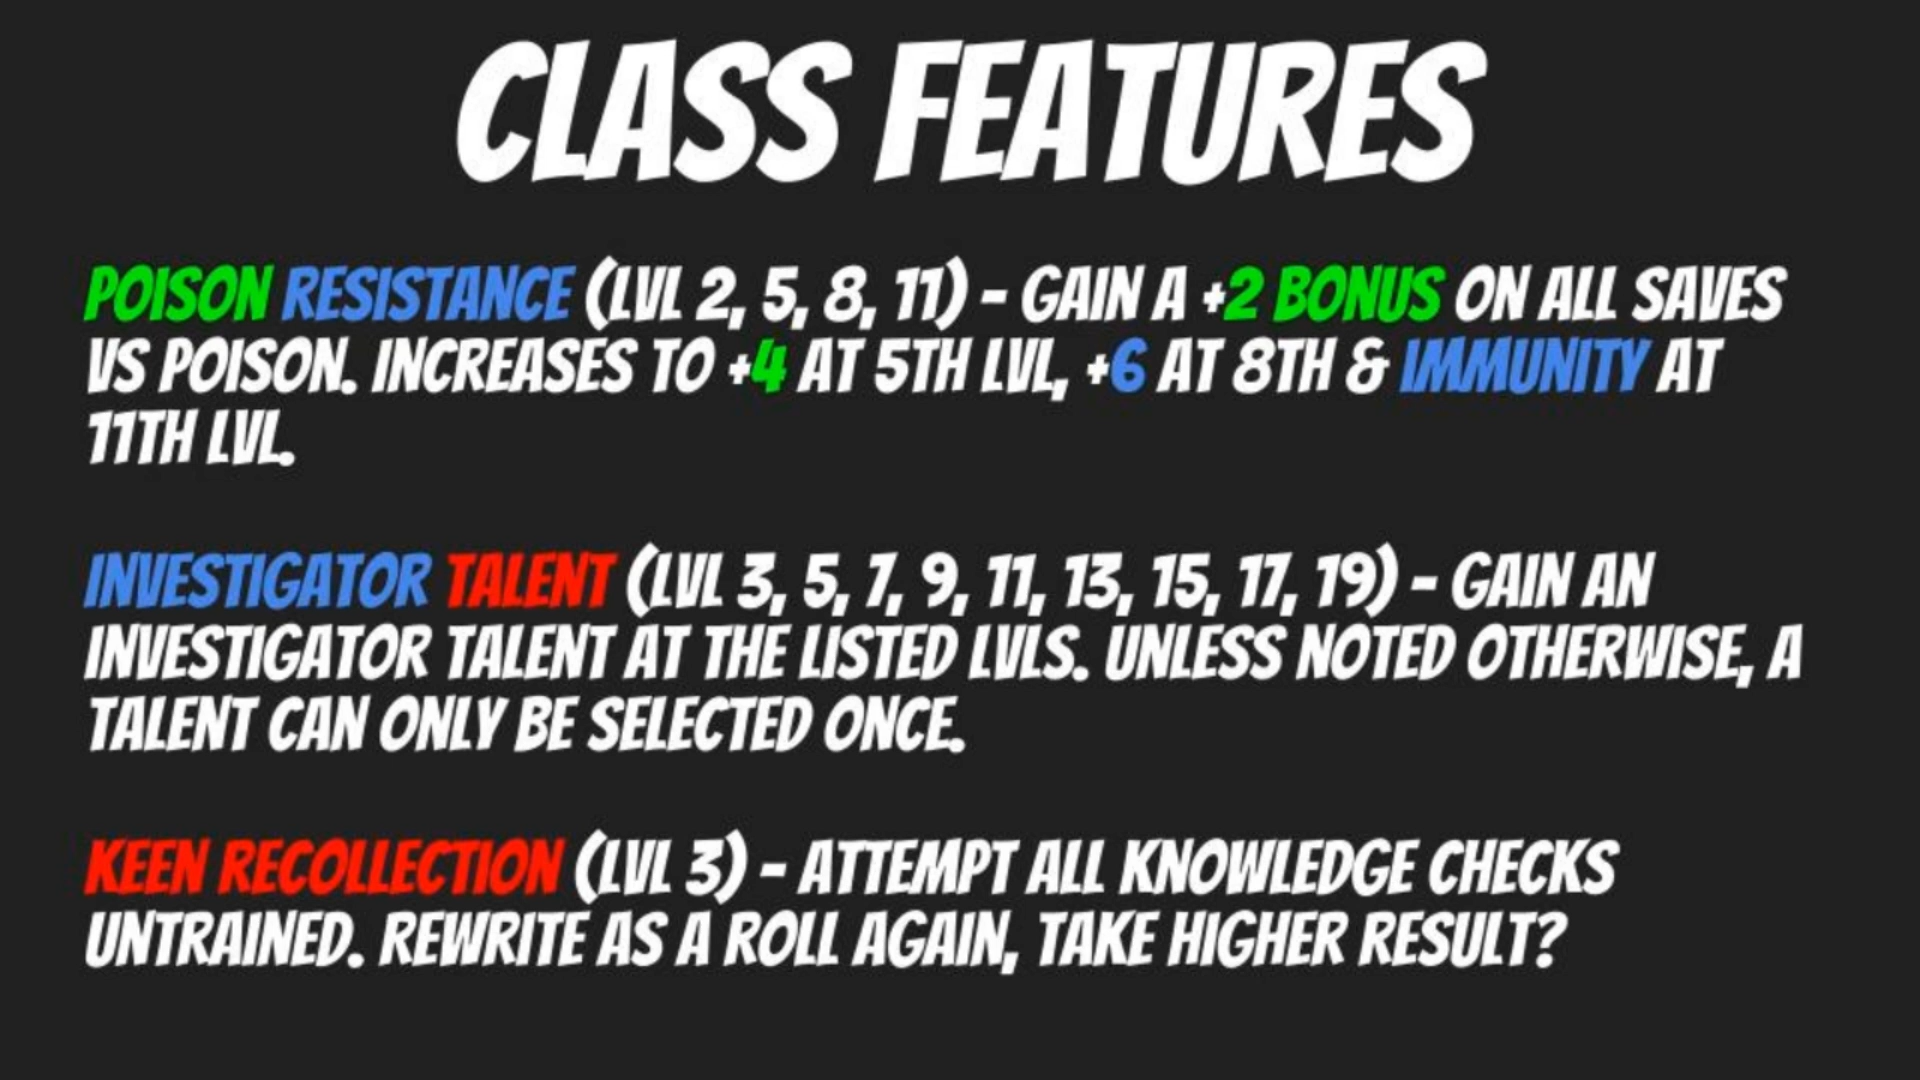 CLASS FEATURES
POISON RESISTANCE (LVL 2, 5, 8, 11) - GAIN A +2 BONUS ON ALL SAVES
VS POISON. INCREASES TO +4 AT 5TH LVL, +6 AT 8TH & IMMUNITY AT
11TH LVL.
INVESTIGATOR TALENT (LVL 3, 5, 7, 9, 11, 13, 15, 17, 19) - GAIN AN
INVESTIGATOR TALENT AT THE LISTED LVLS. UNLESS NOTED OTHERWISE, A
TALENT CAN ONLY BE SELECTED ONCE.
KEEN RECOLLECTION (LVL 3) - ATTEMPT ALL KNOWLEDGE CHECKS
UNTRAINED. REWRITE AS A ROLL AGAIN, TAKE HIGHER RESULT?